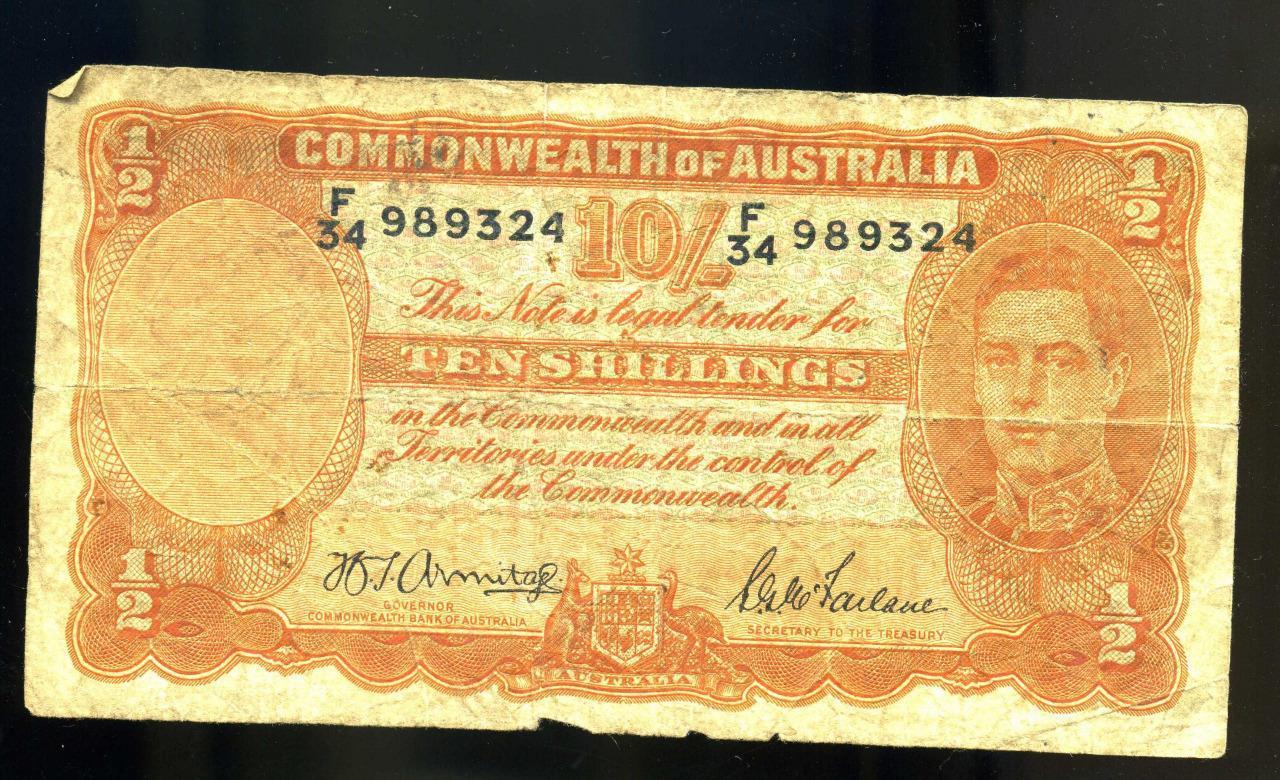 1/2 COMMONWEALTH OF AUSTRALIA 1/2
F/34 989324 10/- F/34 989324
This Note is legal tender for
TEN SHILLINGS
in the Commonwealth and in all
Territories under the control of
the Commonwealth.
H.T. Armitage
GOVERNOR
COMMONWEALTH BANK OF AUSTRALIA
S.G. McFarlane
SECRETARY TO THE TREASURY
1/2 AUSTRALIA 1/2